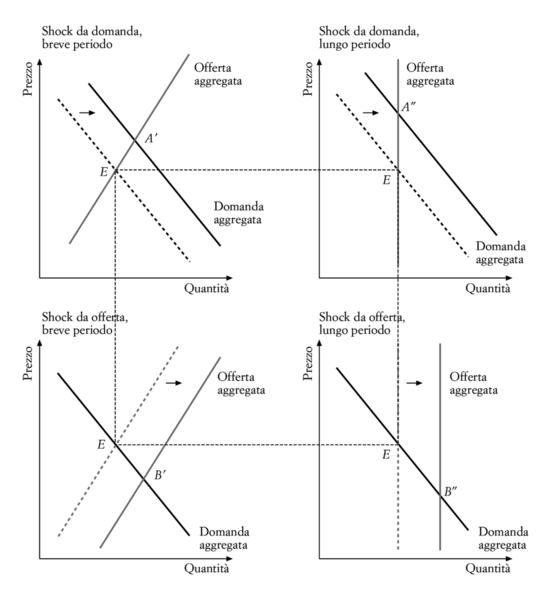 Shock da domanda,
breve periodo
Prezzo
Offerta
aggregata
A′
E
Domanda
aggregata
Quantità
Shock da domanda,
lungo periodo
Prezzo
Offerta
aggregata
A″
E
Domanda
aggregata
Quantità
Shock da offerta,
breve periodo
Prezzo
Offerta
aggregata
E
B′
Domanda
aggregata
Quantità
Shock da offerta,
lungo periodo
Prezzo
Offerta
aggregata
E
B″
Domanda
aggregata
Quantità